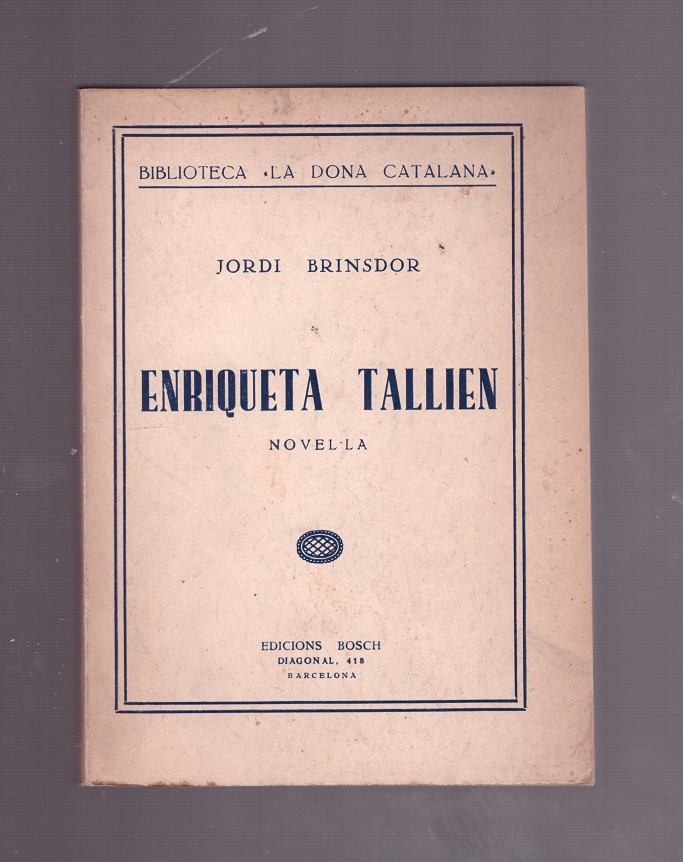 BIBLIOTECA «LA DONA CATALANA»
JORDI BRINSDOR
ENRIQUETA TALLIEN
NOVEL·LA
EDICIONS BOSCH
DIAGONAL, 418
BARCELONA